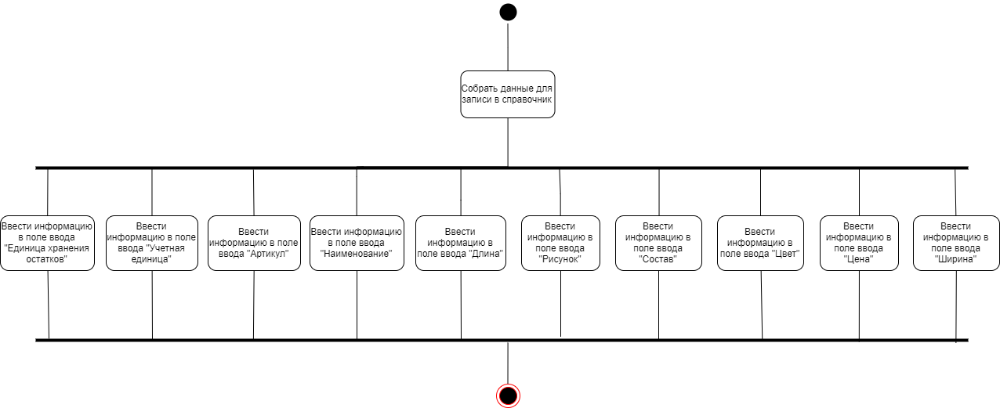 Собрать данные для
записи в справочник
Ввести информацию
в поле ввода
"Единица хранения
остатков"
Ввести
информацию в поле
ввода "Учетная
единица"
Ввести
информацию в поле
ввода "Артикул"
Ввести информацию
в поле ввода
"Наименование"
Ввести
информацию в
поле ввода "Длина"
Ввести
информацию в
поле ввода
"Рисунок"
Ввести
информацию в
поле ввода
"Состав"
Ввести
информацию в
поле ввода "Цвет"
Ввести
информацию в
поле ввода
"Цена"
Ввести
информацию в
поле ввода
"Ширина"